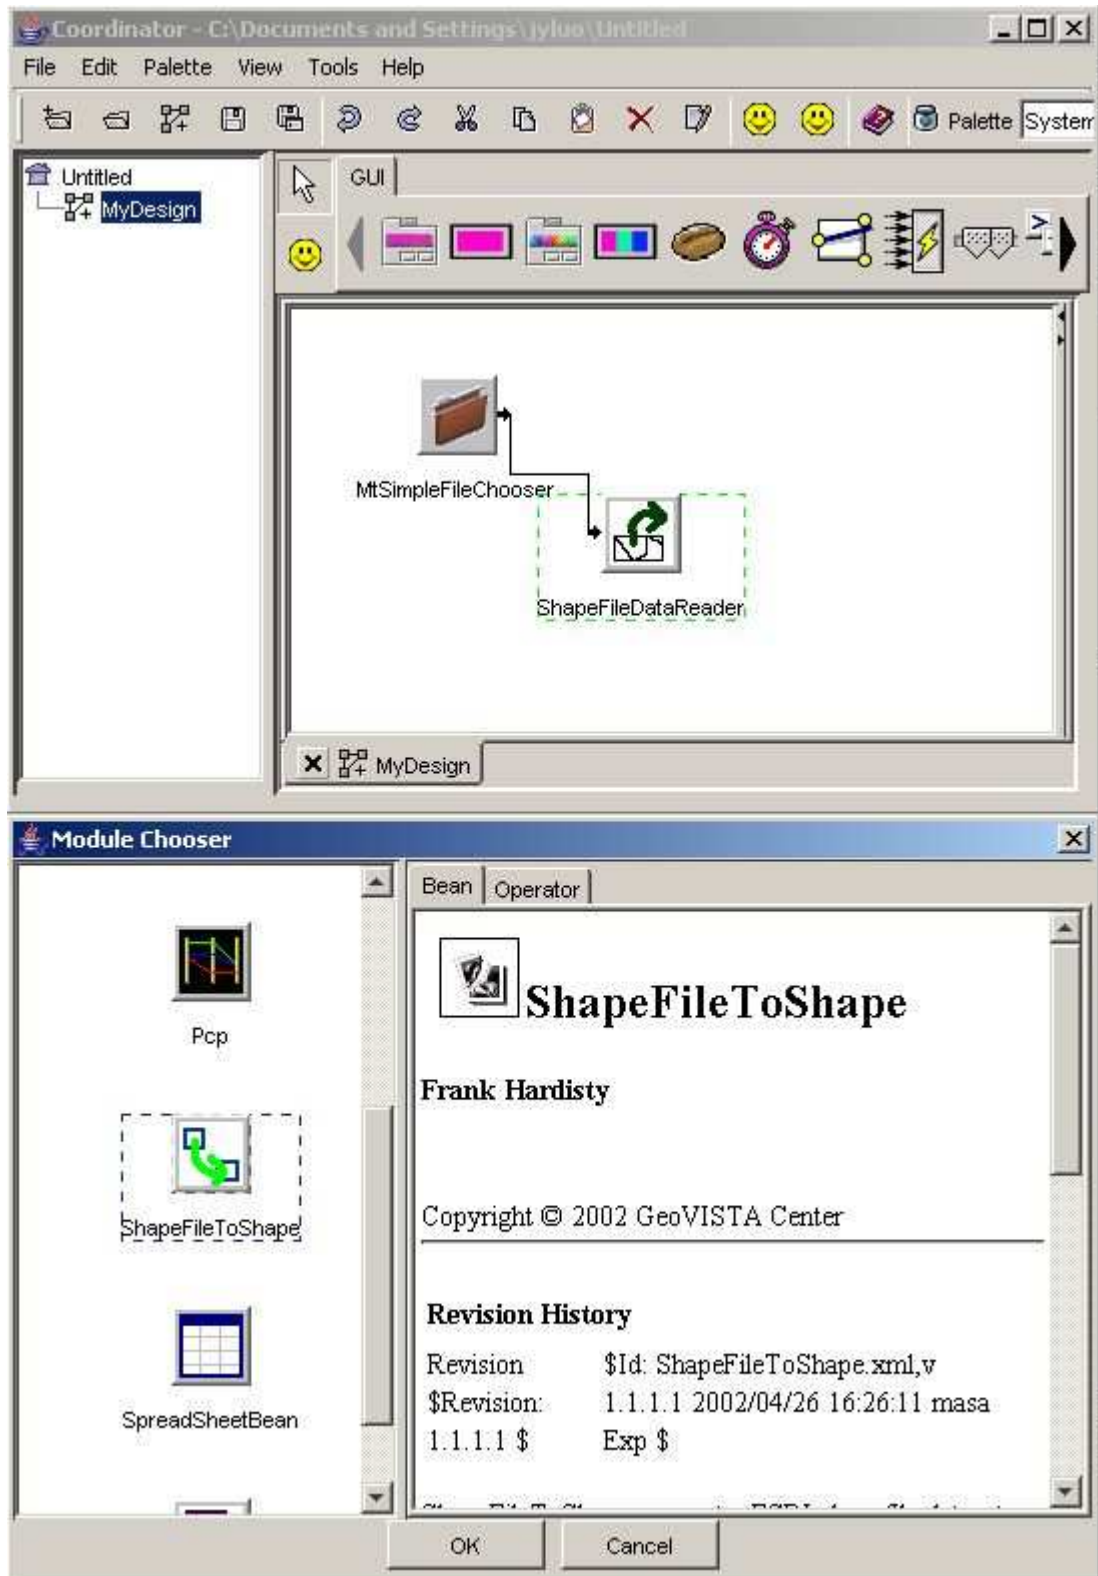 Coordinator - C:\Documents and Settings\jyluo\Untitled
File Edit Palette View Tools Help
Palette System
Untitled
MyDesign
GUI
MtSimpleFileChooser
ShapeFileDataReader
MyDesign
Module Chooser
Pcp
ShapeFileToShape
SpreadSheetBean
Bean Operator
ShapeFileToShape
Frank Hardisty
Copyright © 2002 GeoVISTA Center
Revision History
Revision $Id: ShapeFileToShape.xml,v
$Revision: 1.1.1.1 2002/04/26 16:26:11 masa
1.1.1.1 $ Exp $
OK Cancel